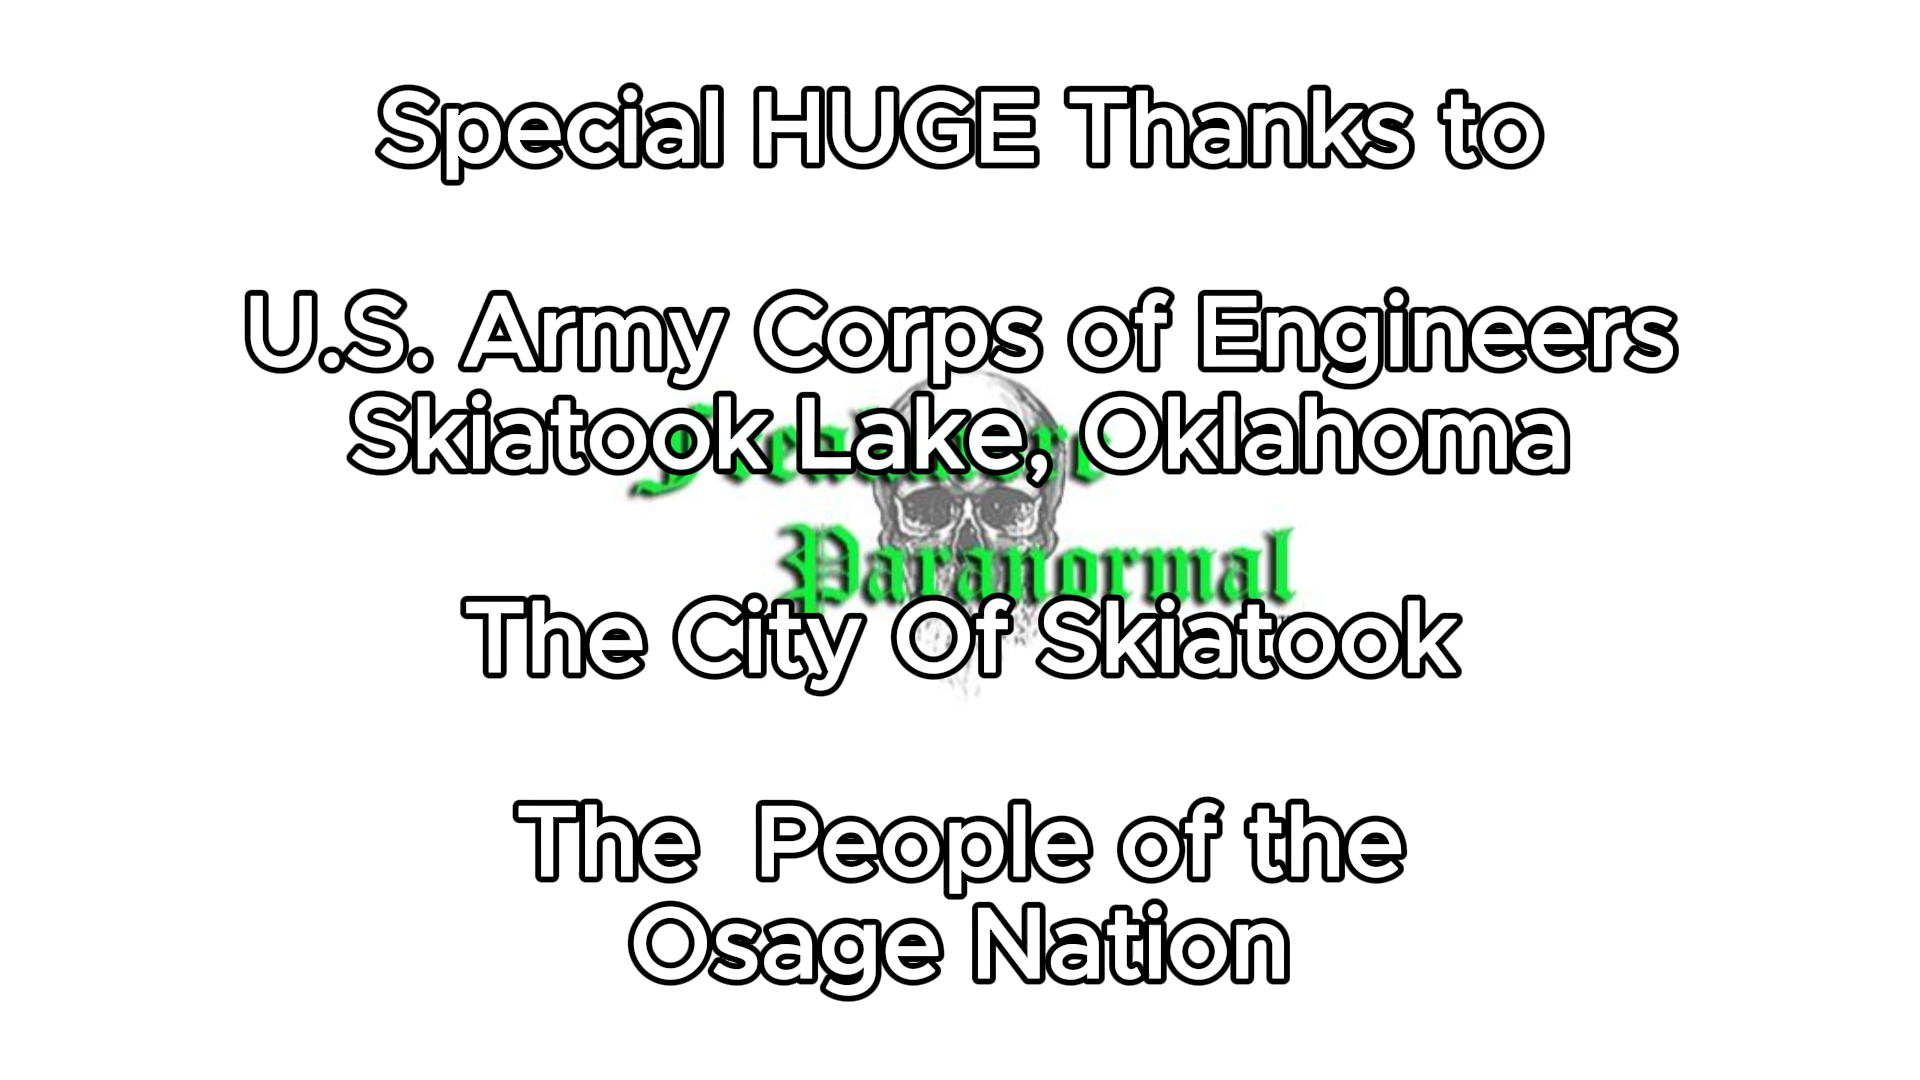 Special HUGE Thanks to
U.S. Army Corps of Engineers
Skiatook Lake, Oklahoma
Paranormal
The City Of Skiatook
The  People of the
Osage Nation